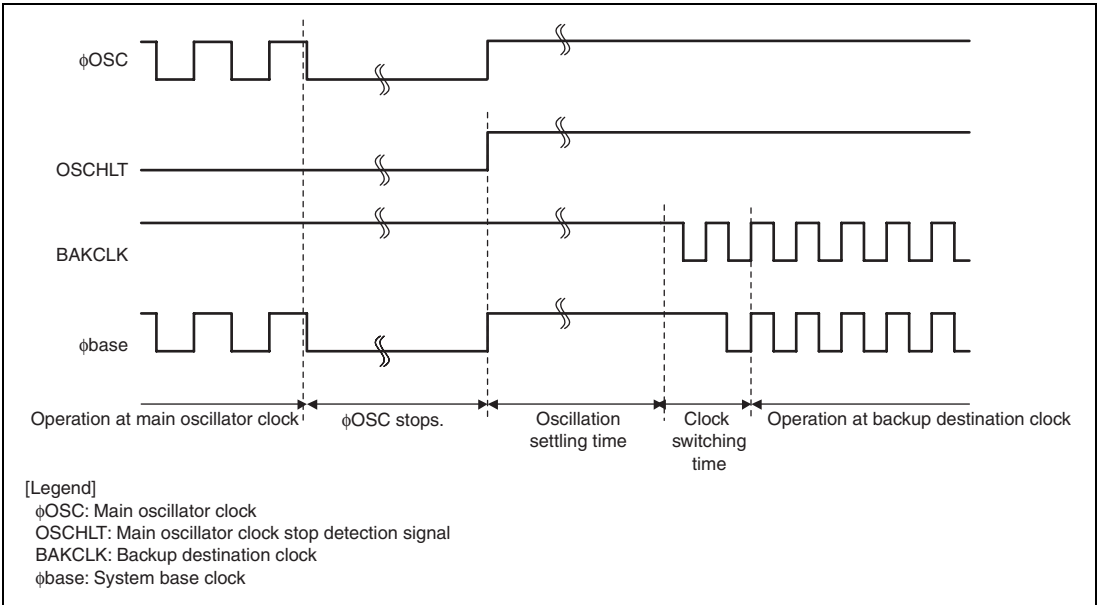 ϕOSC
OSCHLT
BAKCLK
ϕbase
Operation at main oscillator clock
ϕOSC stops.
Oscillation
settling time
Clock
switching
time
Operation at backup destination clock
[Legend]
ϕOSC: Main oscillator clock
OSCHLT: Main oscillator clock stop detection signal
BAKCLK: Backup destination clock
ϕbase: System base clock